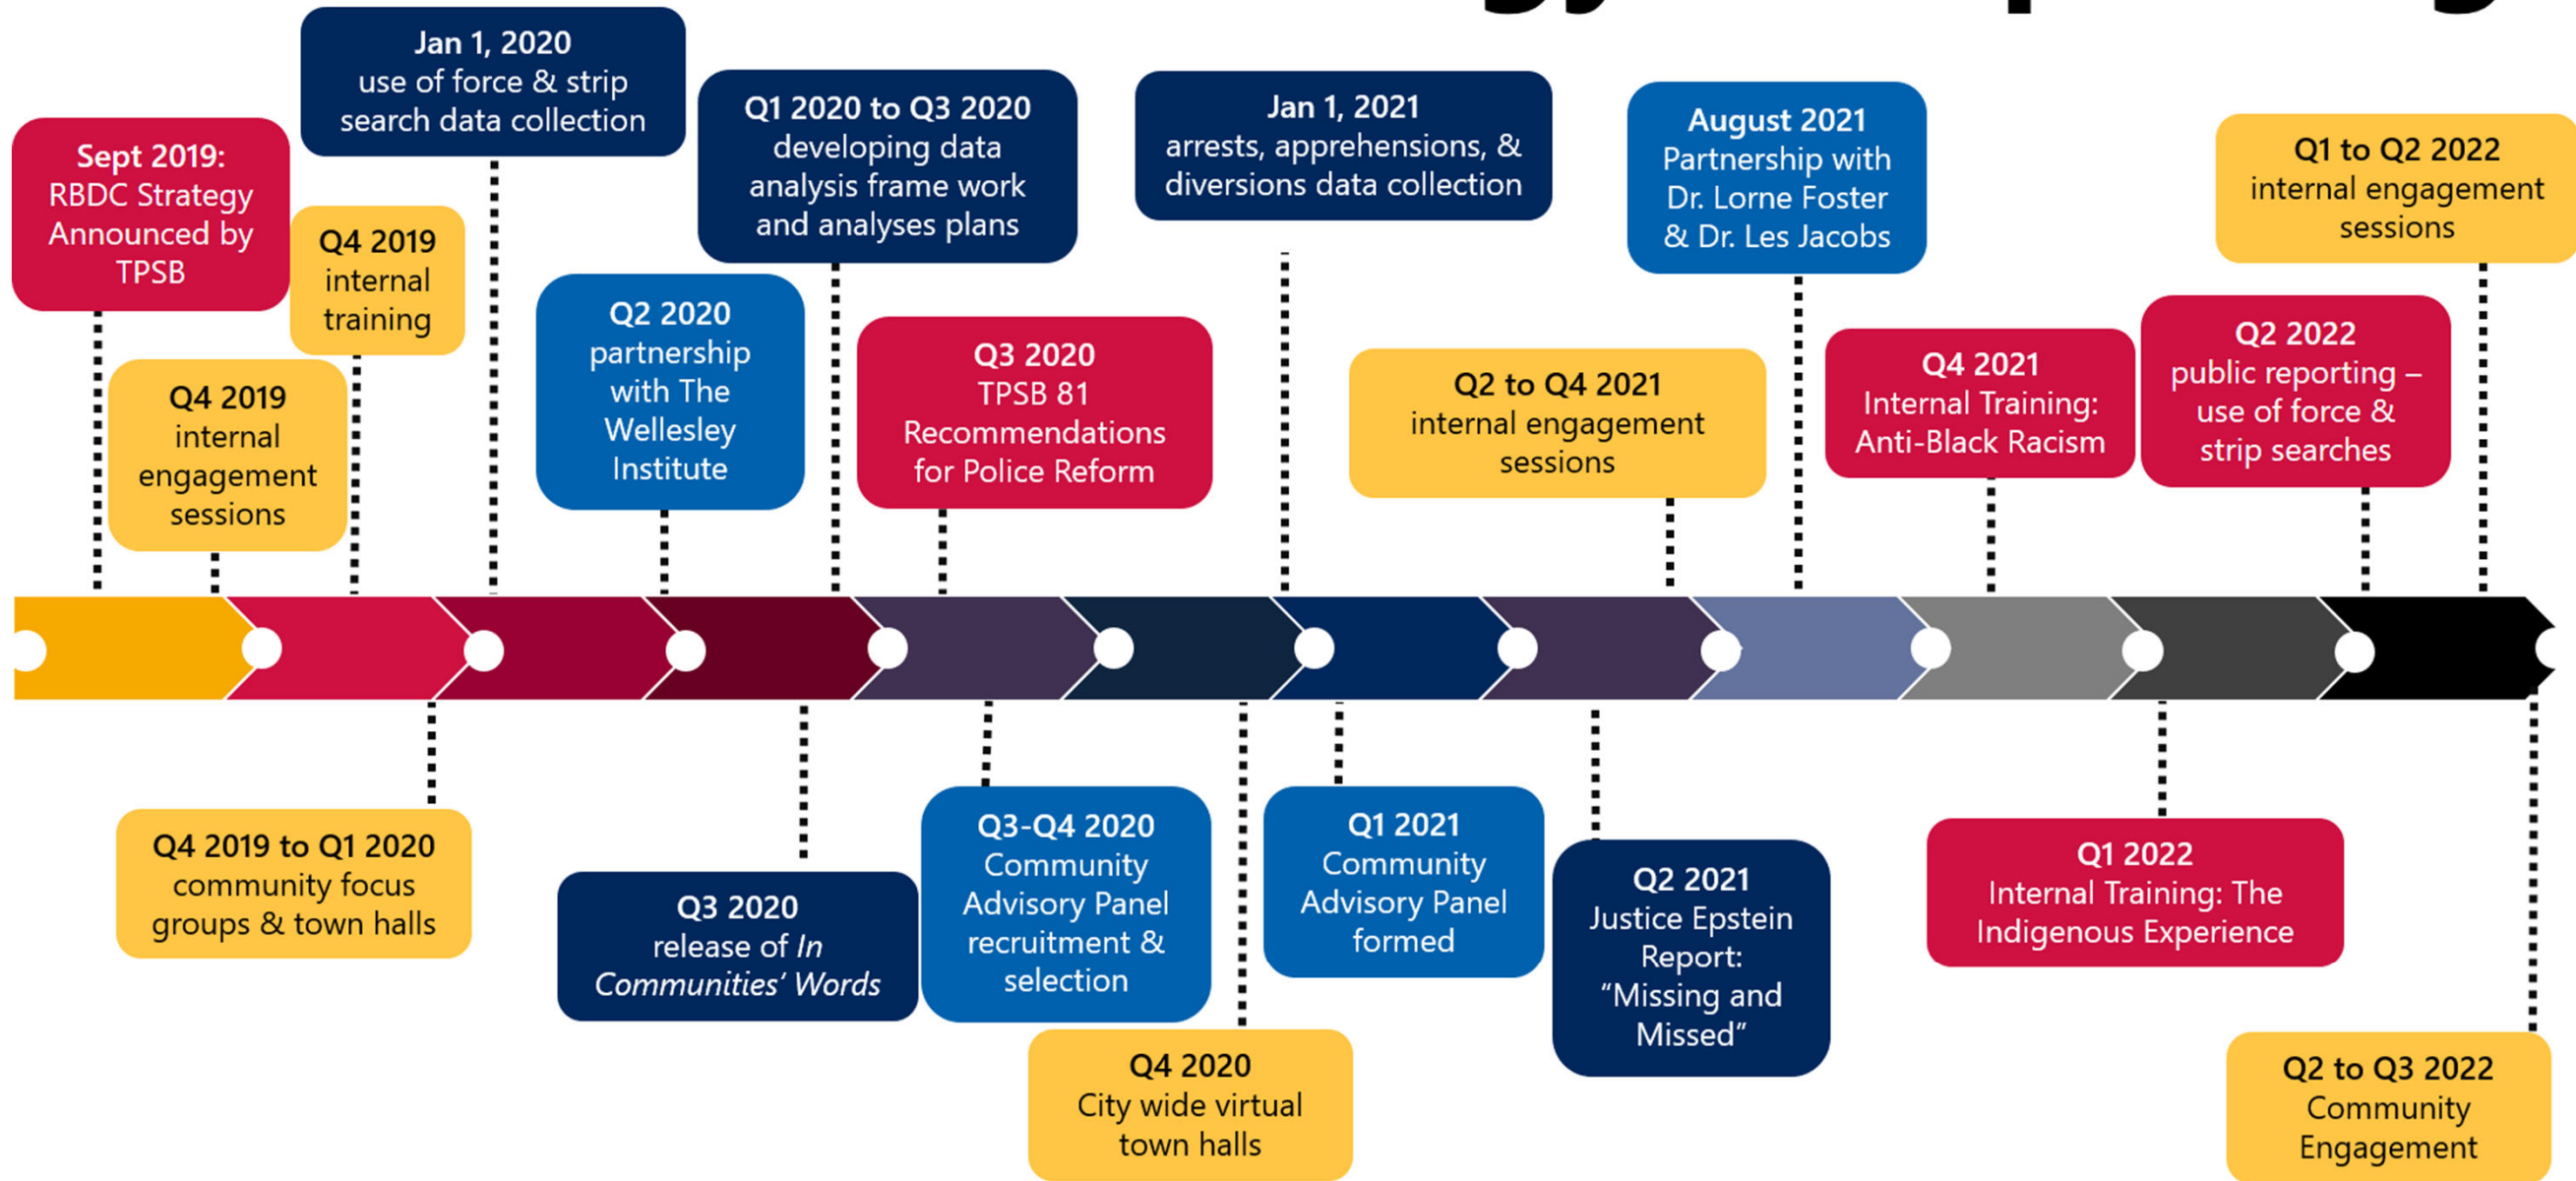 Jan 1, 2020
use of force & strip
search data collection
Sept 2019:
RBDC Strategy
Announced by
TPSB
Q4 2019
internal
training
Q4 2019
internal
engagement
sessions
Q1 2020 to Q3 2020
developing data
analysis frame work
and analyses plans
Q2 2020
partnership
with The
Wellesley
Institute
Q3 2020
TPSB 81
Recommendations
for Police Reform
Jan 1, 2021
arrests, apprehensions, &
diversions data collection
Q2 to Q4 2021
internal engagement
sessions
August 2021
Partnership with
Dr. Lorne Foster
& Dr. Les Jacobs
Q4 2021
Internal Training:
Anti-Black Racism
Q2 2022
public reporting –
use of force &
strip searches
Q1 to Q2 2022
internal engagement
sessions
Q4 2019 to Q1 2020
community focus
groups & town halls
Q3 2020
release of In
Communities‘ Words
Q3-Q4 2020
Community
Advisory Panel
recruitment &
selection
Q4 2020
City wide virtual
town halls
Q1 2021
Community
Advisory Panel
formed
Q2 2021
Justice Epstein
Report:
“Missing and
Missed”
Q1 2022
Internal Training: The
Indigenous Experience
Q2 to Q3 2022
Community
Engagement